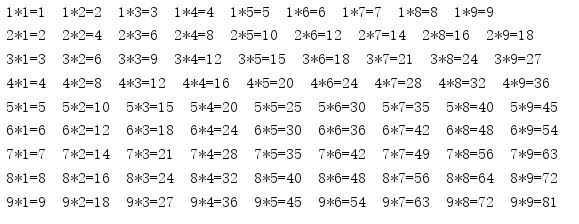 1*1=1 1*2=2 1*3=3 1*4=4 1*5=5 1*6=6 1*7=7 1*8=8 1*9=9
2*1=2 2*2=4 2*3=6 2*4=8 2*5=10 2*6=12 2*7=14 2*8=16 2*9=18
3*1=3 3*2=6 3*3=9 3*4=12 3*5=15 3*6=18 3*7=21 3*8=24 3*9=27
4*1=4 4*2=8 4*3=12 4*4=16 4*5=20 4*6=24 4*7=28 4*8=32 4*9=36
5*1=5 5*2=10 5*3=15 5*4=20 5*5=25 5*6=30 5*7=35 5*8=40 5*9=45
6*1=6 6*2=12 6*3=18 6*4=24 6*5=30 6*6=36 6*7=42 6*8=48 6*9=54
7*1=7 7*2=14 7*3=21 7*4=28 7*5=35 7*6=42 7*7=49 7*8=56 7*9=63
8*1=8 8*2=16 8*3=24 8*4=32 8*5=40 8*6=48 8*7=56 8*8=64 8*9=72
9*1=9 9*2=18 9*3=27 9*4=36 9*5=45 9*6=54 9*7=63 9*8=72 9*9=81